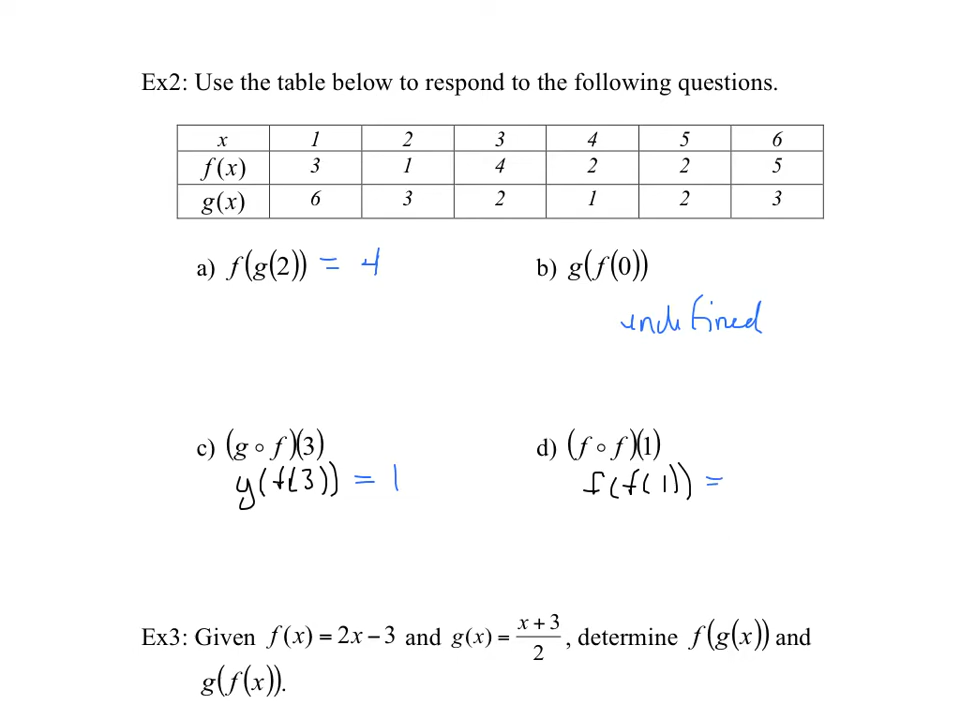 Ex2: Use the table below to respond to the following questions.
x 1 2 3 4 5 6
f(x) 3 1 4 2 2 5
g(x) 6 3 2 1 2 3
a) f(g(2)) = 4 b) g(f(0))
undefined
c) (g ∘ f)(3) d) (f ∘ f)(1)
g(f(3)) = 1 f(f(1)) =
Ex3: Given f(x) = 2x − 3 and g(x) = (x + 3)/2, determine f(g(x)) and
g(f(x)).